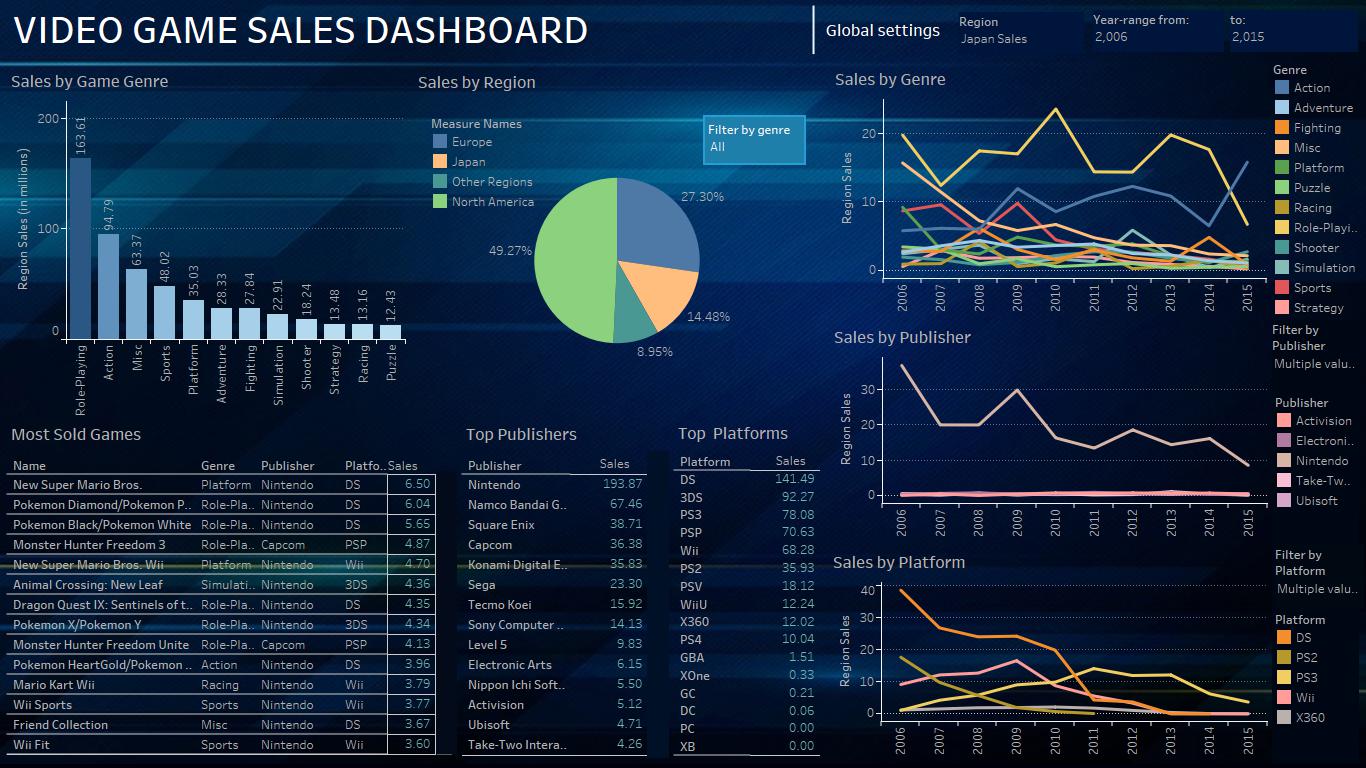 VIDEO GAME SALES DASHBOARD
Global settings
Region
Japan Sales
Year-range from:
2,006
to:
2,015
Sales by Game Genre
Region Sales (in millions)
200
100
0
163.61
94.79
63.37
48.02
35.03
28.33
27.84
22.91
18.24
13.48
13.16
12.43
Role-Playing
Action
Misc
Sports
Platform
Adventure
Fighting
Simulation
Shooter
Strategy
Racing
Puzzle
Sales by Region
Measure Names
Europe
Japan
Other Regions
North America
Filter by genre
All
27.30%
49.27%
14.48%
8.95%
Sales by Genre
Region Sales
20
10
0
2006 2007 2008 2009 2010 2011 2012 2013 2014 2015
Genre
Action
Adventure
Fighting
Misc
Platform
Puzzle
Racing
Role-Playi..
Shooter
Simulation
Sports
Strategy
Sales by Publisher
Region Sales
30
20
10
0
2006 2007 2008 2009 2010 2011 2012 2013 2014 2015
Filter by
Publisher
Multiple valu..
Publisher
Activision
Electroni..
Nintendo
Take-Tw..
Ubisoft
Sales by Platform
Region Sales
40
30
20
10
0
2006 2007 2008 2009 2010 2011 2012 2013 2014 2015
Filter by
Platform
Multiple valu..
Platform
DS
PS2
PS3
Wii
X360
Most Sold Games
Name Genre Publisher Platfo.. Sales
New Super Mario Bros. Platform Nintendo DS 6.50
Pokemon Diamond/Pokemon P.. Role-Pla.. Nintendo DS 6.04
Pokemon Black/Pokemon White Role-Pla.. Nintendo DS 5.65
Monster Hunter Freedom 3 Role-Pla.. Capcom PSP 4.87
New Super Mario Bros. Wii Platform Nintendo Wii 4.70
Animal Crossing: New Leaf Simulati.. Nintendo 3DS 4.36
Dragon Quest IX: Sentinels of t.. Role-Pla.. Nintendo DS 4.35
Pokemon X/Pokemon Y Role-Pla.. Nintendo 3DS 4.34
Monster Hunter Freedom Unite Role-Pla.. Capcom PSP 4.13
Pokemon HeartGold/Pokemon .. Action Nintendo DS 3.96
Mario Kart Wii Racing Nintendo Wii 3.79
Wii Sports Sports Nintendo Wii 3.77
Friend Collection Misc Nintendo DS 3.67
Wii Fit Sports Nintendo Wii 3.60
Top Publishers
Publisher Sales
Nintendo 193.87
Namco Bandai G.. 67.46
Square Enix 38.71
Capcom 36.38
Konami Digital E.. 35.83
Sega 23.30
Tecmo Koei 15.92
Sony Computer .. 14.13
Level 5 9.83
Electronic Arts 6.15
Nippon Ichi Soft.. 5.50
Activision 5.12
Ubisoft 4.71
Take-Two Intera.. 4.26
Top Platforms
Platform Sales
DS 141.49
3DS 92.27
PS3 78.08
PSP 70.63
Wii 68.28
PS2 35.93
PSV 18.12
WiiU 12.24
X360 12.02
PS4 10.04
GBA 1.51
XOne 0.33
GC 0.21
DC 0.06
PC 0.00
XB 0.00